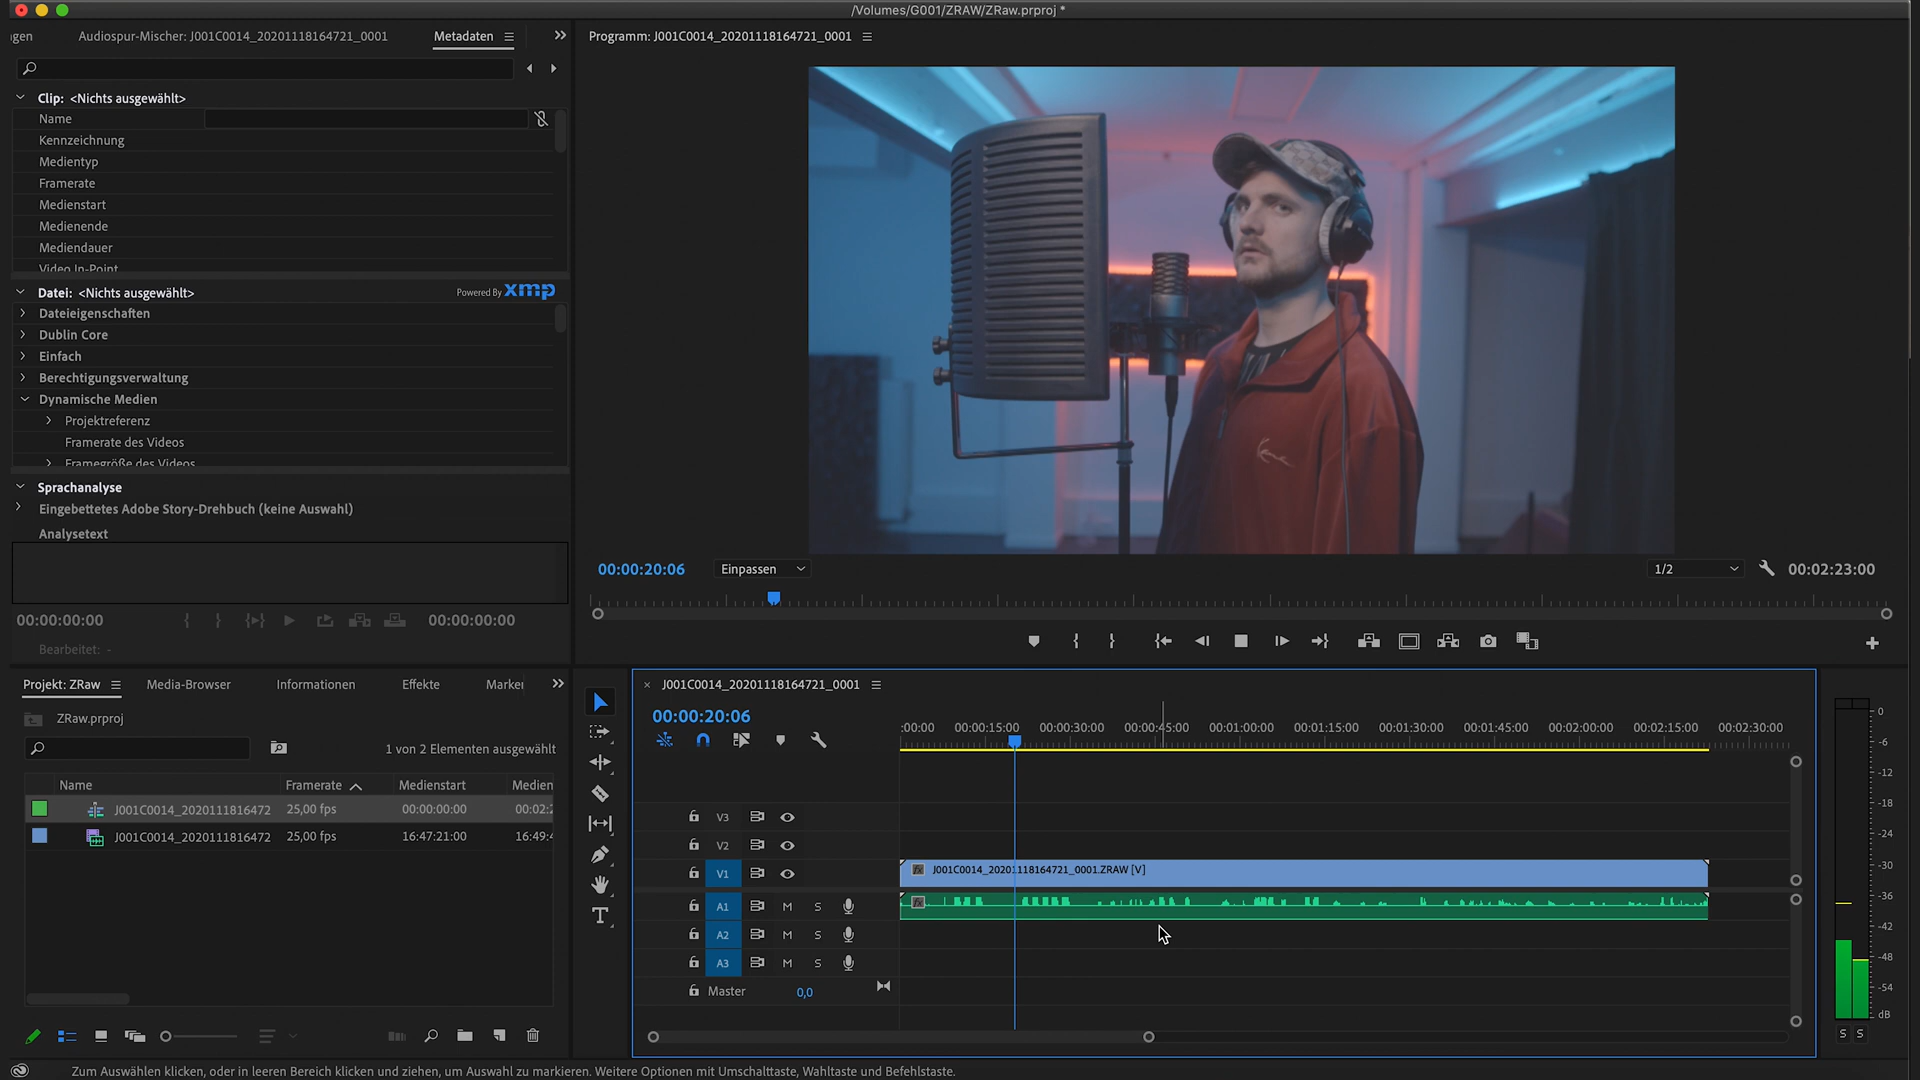 /Volumes/G001/ZRAW/ZRaw.prproj *
gen
Audiospur-Mischer: J001C0014_20201118164721_0001
Metadaten
Programm: J001C0014_20201118164721_0001
Clip: <Nichts ausgewählt>
Name
Kennzeichnung
Medientyp
Framerate
Medienstart
Medienende
Mediendauer
Video In-Point
Datei: <Nichts ausgewählt>
Powered By xmp
Dateieigenschaften
Dublin Core
Einfach
Berechtigungsverwaltung
Dynamische Medien
Projektreferenz
Framerate des Videos
Framegröße des Videos
Sprachanalyse
Eingebettetes Adobe Story-Drehbuch (keine Auswahl)
Analysetext
00:00:00:00
00:00:00:00
Bearbeitet: -
00:00:20:06
Einpassen
1/2
00:02:23:00
Projekt: ZRaw
Media-Browser
Informationen
Effekte
Marker
ZRaw.prproj
1 von 2 Elementen ausgewählt
Name Framerate Medienstart Medien
J001C0014_2020111816472 25,00 fps 00:00:00:00 00:02:2
J001C0014_2020111816472 25,00 fps 16:47:21:00 16:49:4
J001C0014_20201118164721_0001
00:00:20:06
:00:00 00:00:15:00 00:00:30:00 00:00:45:00 00:01:00:00 00:01:15:00 00:01:30:00 00:01:45:00 00:02:00:00 00:02:15:00 00:02:30:00
V3
V2
V1
J001C0014_20201118164721_0001.ZRAW [V]
A1 M S
A2 M S
A3 M S
Master 0,0
0
-6
-12
-18
-24
-30
-36
-42
-48
-54
dB
S S
Zum Auswählen klicken, oder in leeren Bereich klicken und ziehen, um Auswahl zu markieren. Weitere Optionen mit Umschalttaste, Wahltaste und Befehlstaste.